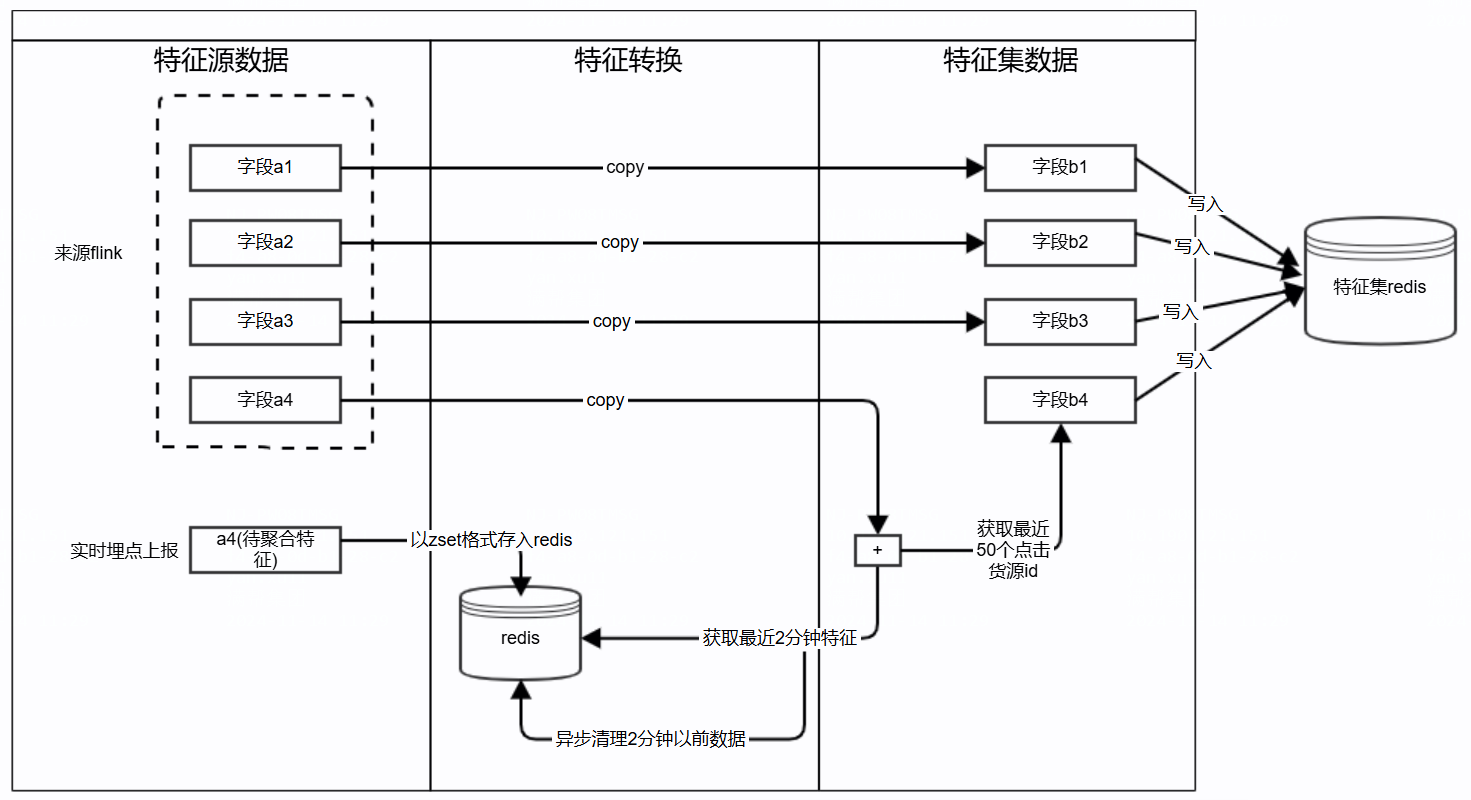 特征源数据
特征转换
特征集数据
字段a1
copy
字段b1
写入
字段a2
copy
字段b2
写入
来源flink
特征集redis
字段a3
copy
字段b3
写入
字段a4
copy
字段b4
写入
实时埋点上报
a4(待聚合特
征)
以zset格式存入redis
+
获取最近
50个点击
货源id
redis
获取最近2分钟特征
异步清理2分钟以前数据